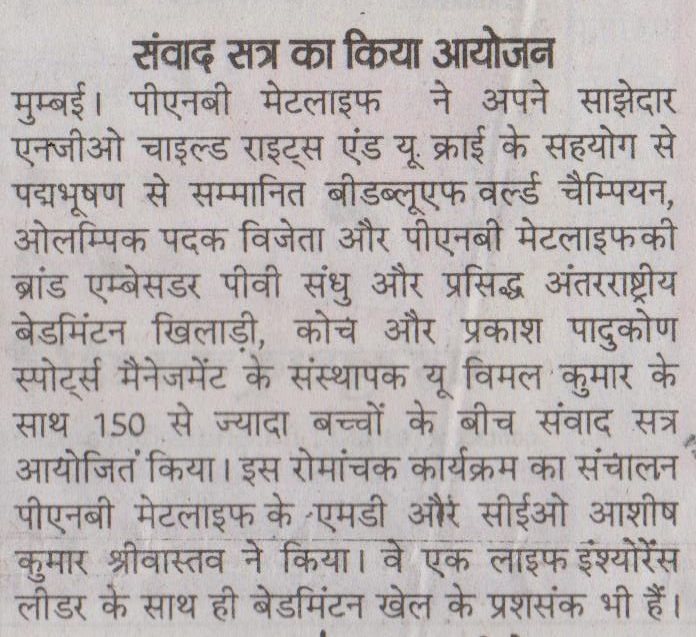 संवाद सत्र का किया आयोजन
मुम्बई। पीएनबी मेटलाइफ ने अपने साझेदार
एनजीओ चाइल्ड राइट्स एंड यू. क्राई के सहयोग से
पद्मभूषण से सम्मानित बीडब्लूएफ वर्ल्ड चैम्पियन,
ओलम्पिक पदक विजेता और पीएनबी मेटलाइफ की
ब्रांड एम्बेसडर पीवी संधु और प्रसिद्ध अंतरराष्ट्रीय
बेडमिंटन खिलाड़ी, कोच और प्रकाश पादुकोण
स्पोर्ट्स मैनेजमेंट के संस्थापक यू विमल कुमार के
साथ 150 से ज्यादा बच्चों के बीच संवाद सत्र
आयोजित किया। इस रोमांचक कार्यक्रम का संचालन
पीएनबी मेटलाइफ के एमडी और सीईओ आशीष
कुमार श्रीवास्तव ने किया। वे एक लाइफ इंश्योरेंस
लीडर के साथ ही बेडमिंटन खेल के प्रशसंक भी हैं।